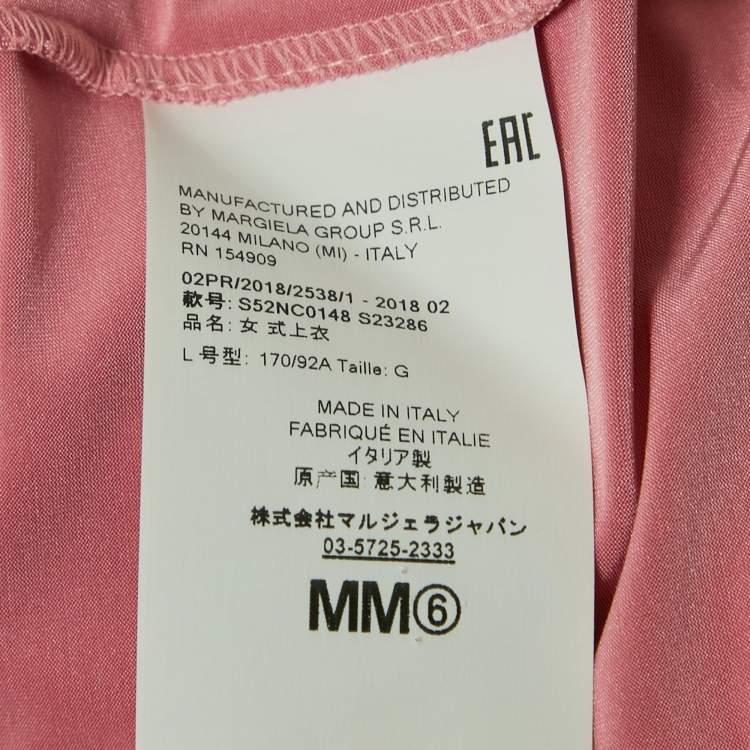 EAC
MANUFACTURED AND DISTRIBUTED
BY MARGIELA GROUP S.R.L.
20144 MILANO (MI) - ITALY
RN 154909
02PR/2018/2538/1 - 2018 02
款号: S52NC0148 S23286
品名: 女 式上衣
L 号型: 170/92A Taille: G
MADE IN ITALY
FABRIQUÉ EN ITALIE
イタリア製
原产国: 意大利製造
株式会社マルジェラジャパン
03-5725-2333
MM⑥